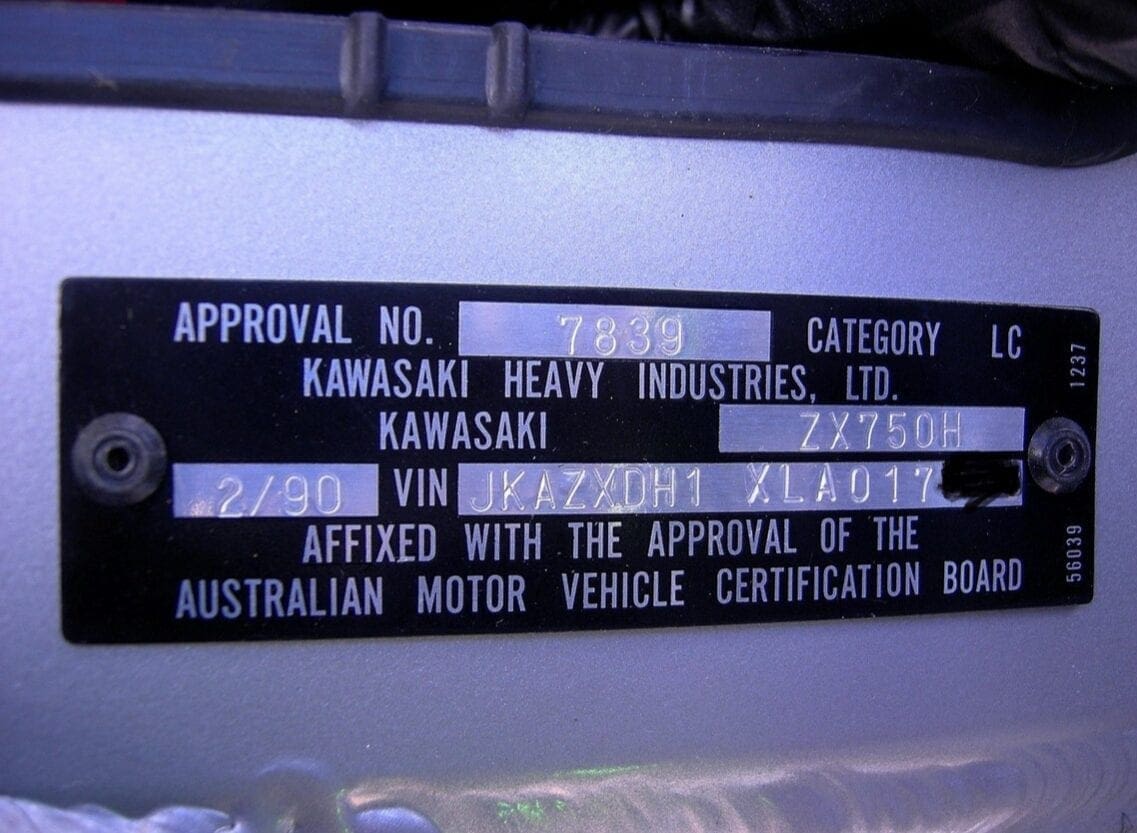 APPROVAL NO. 7839 CATEGORY LC
KAWASAKI HEAVY INDUSTRIES, LTD.
KAWASAKI ZX750H
2/90 VIN JKAZXDH1 XLA017
AFFIXED WITH THE APPROVAL OF THE
AUSTRALIAN MOTOR VEHICLE CERTIFICATION BOARD
1237
56039